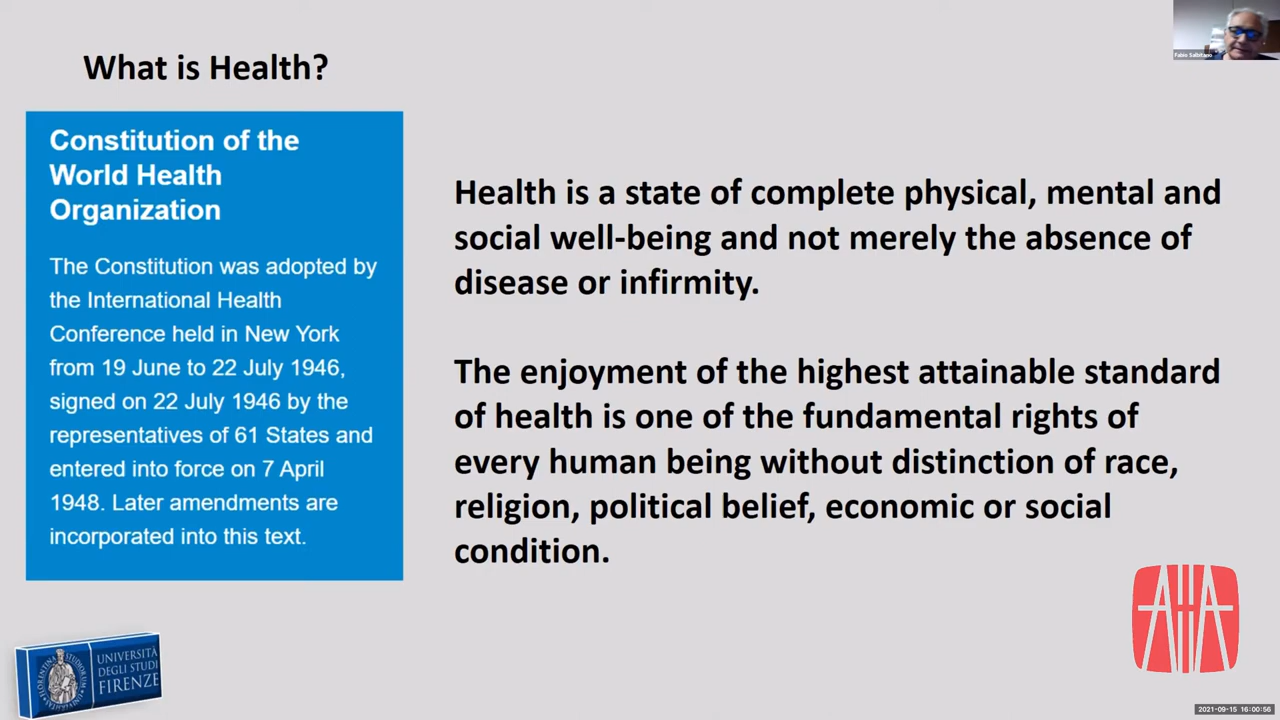 What is Health?
Constitution of the
World Health
Organization
The Constitution was adopted by
the International Health
Conference held in New York
from 19 June to 22 July 1946,
signed on 22 July 1946 by the
representatives of 61 States and
entered into force on 7 April
1948. Later amendments are
incorporated into this text.
Health is a state of complete physical, mental and
social well-being and not merely the absence of
disease or infirmity.
The enjoyment of the highest attainable standard
of health is one of the fundamental rights of
every human being without distinction of race,
religion, political belief, economic or social
condition.
Fabio Salbitano
UNIVERSITÀ
DEGLI STUDI
FIRENZE
2021-09-15 16:00:56